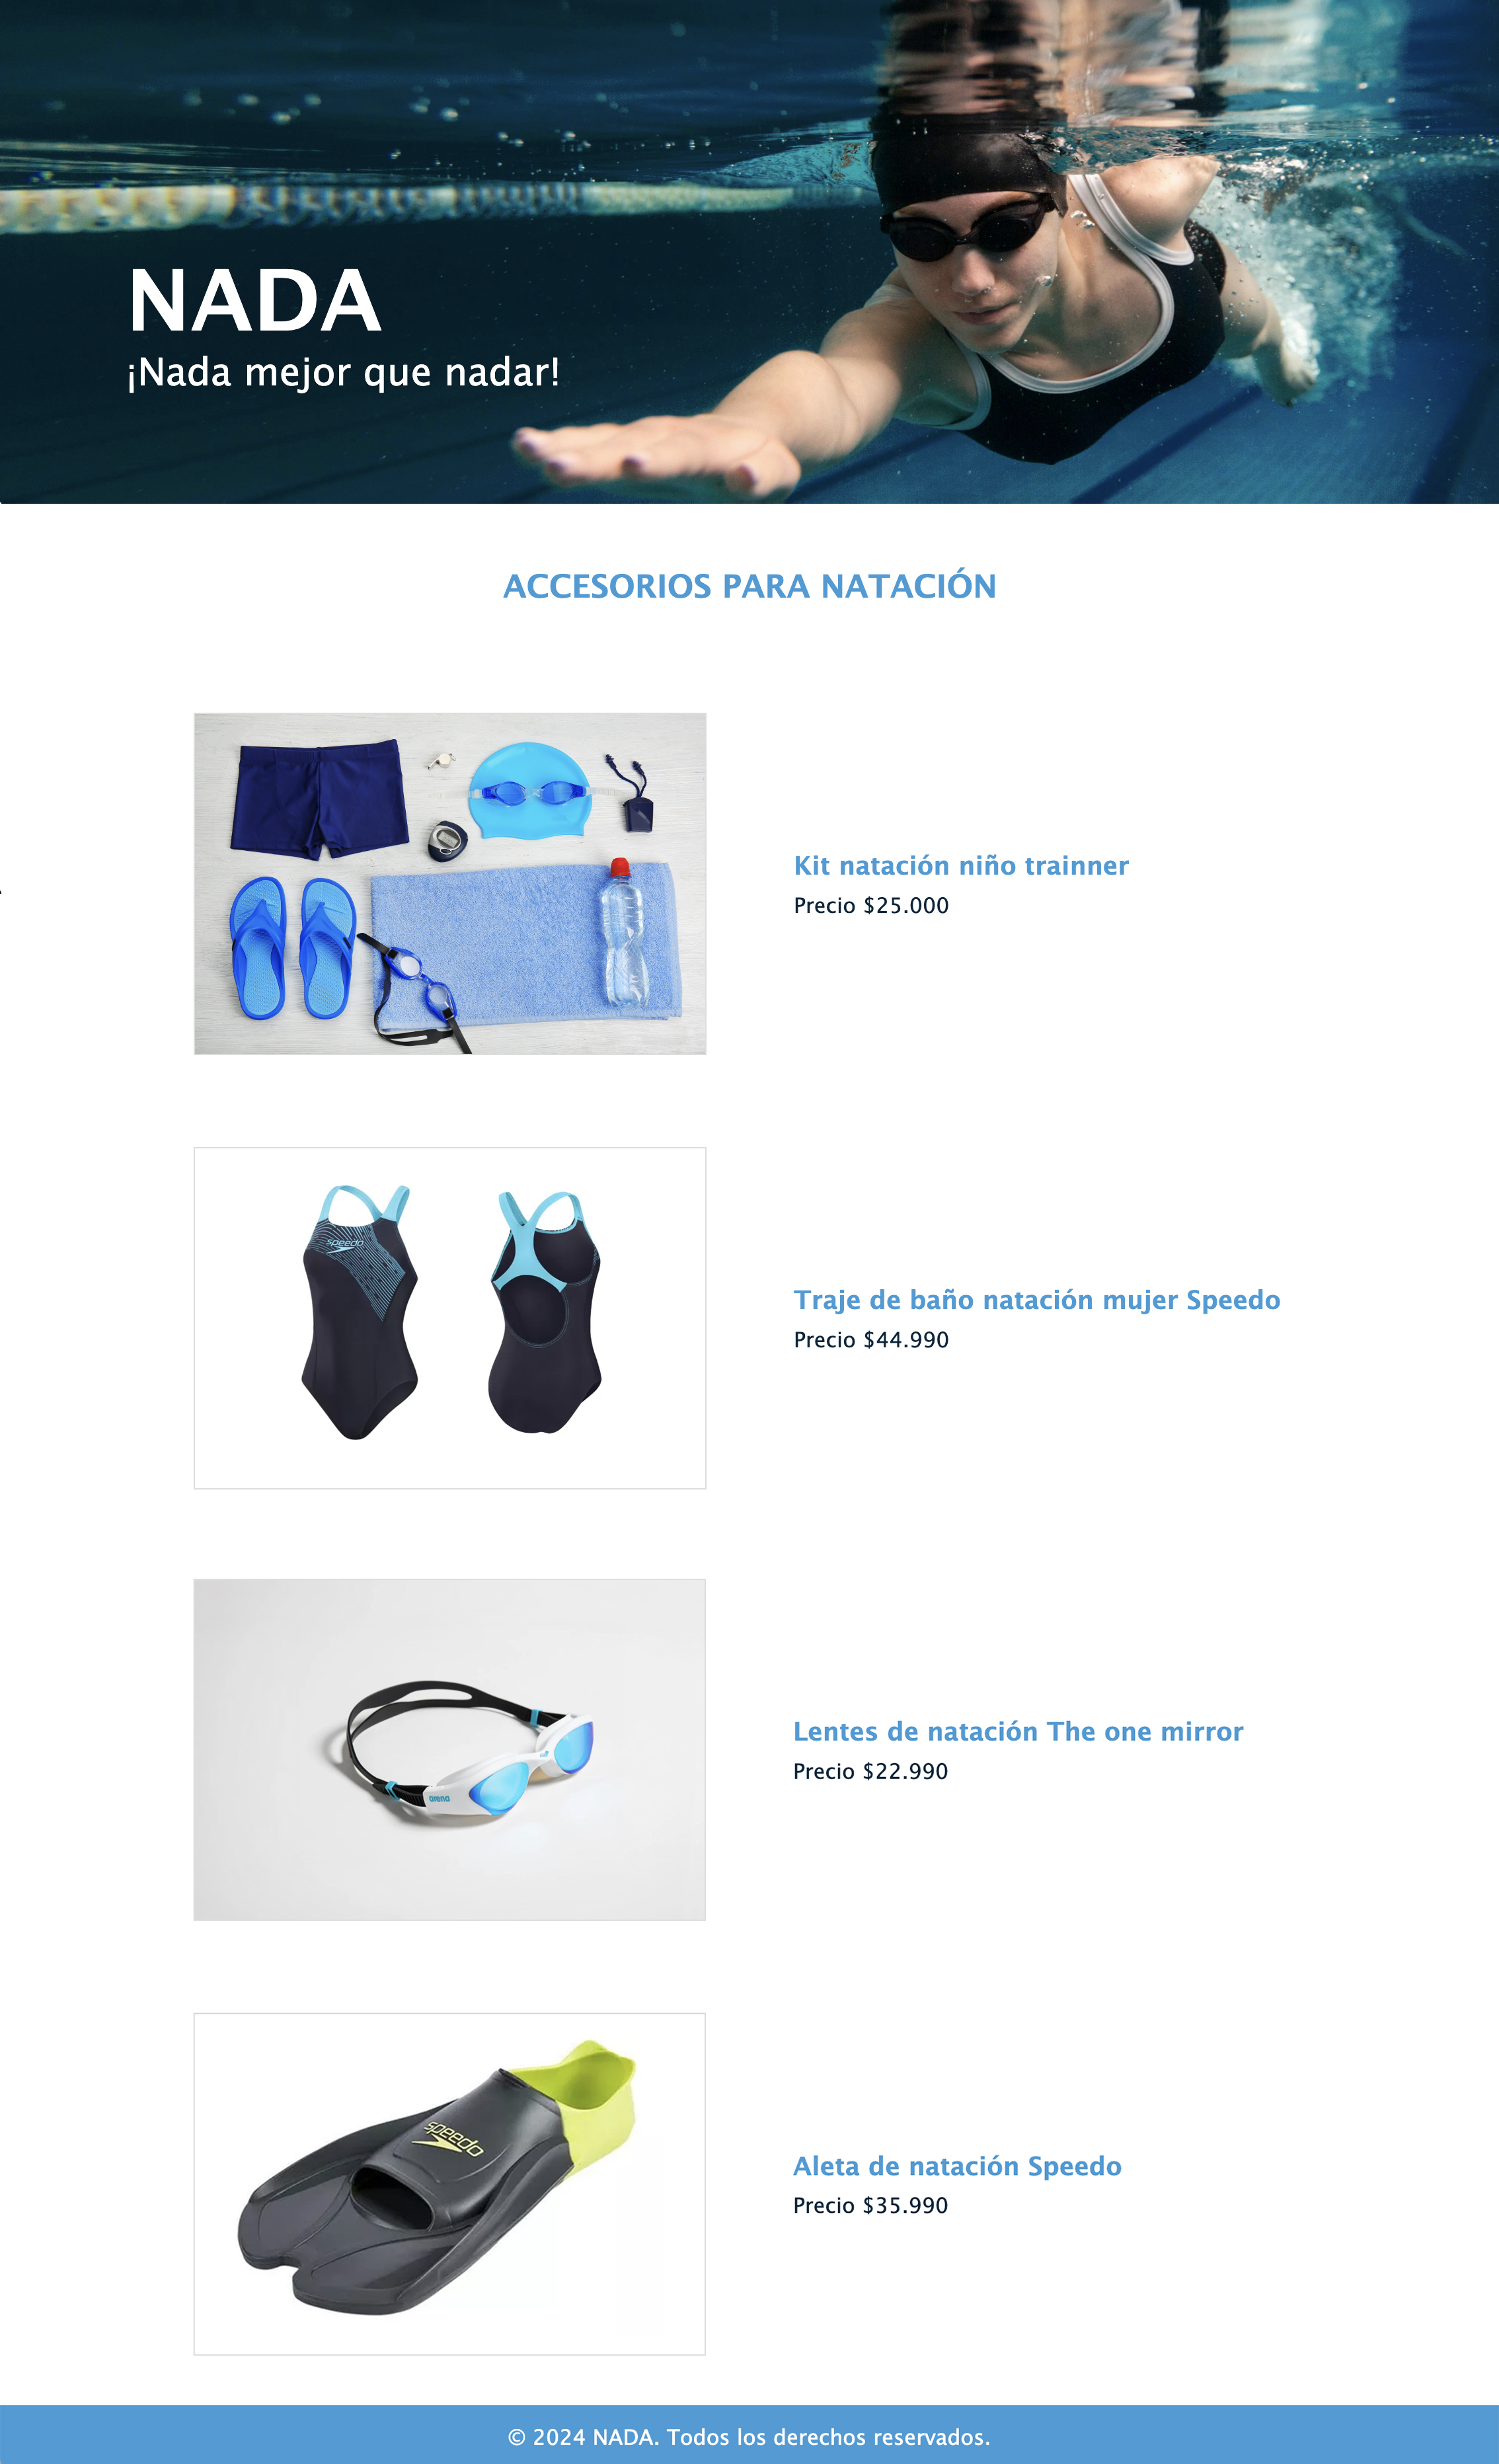 NADA
¡Nada mejor que nadar!
ACCESORIOS PARA NATACIÓN
Kit natación niño trainner
Precio $25.000
speedo
Traje de baño natación mujer Speedo
Precio $44.990
arena
Lentes de natación The one mirror
Precio $22.990
speedo
Aleta de natación Speedo
Precio $35.990
© 2024 NADA. Todos los derechos reservados.